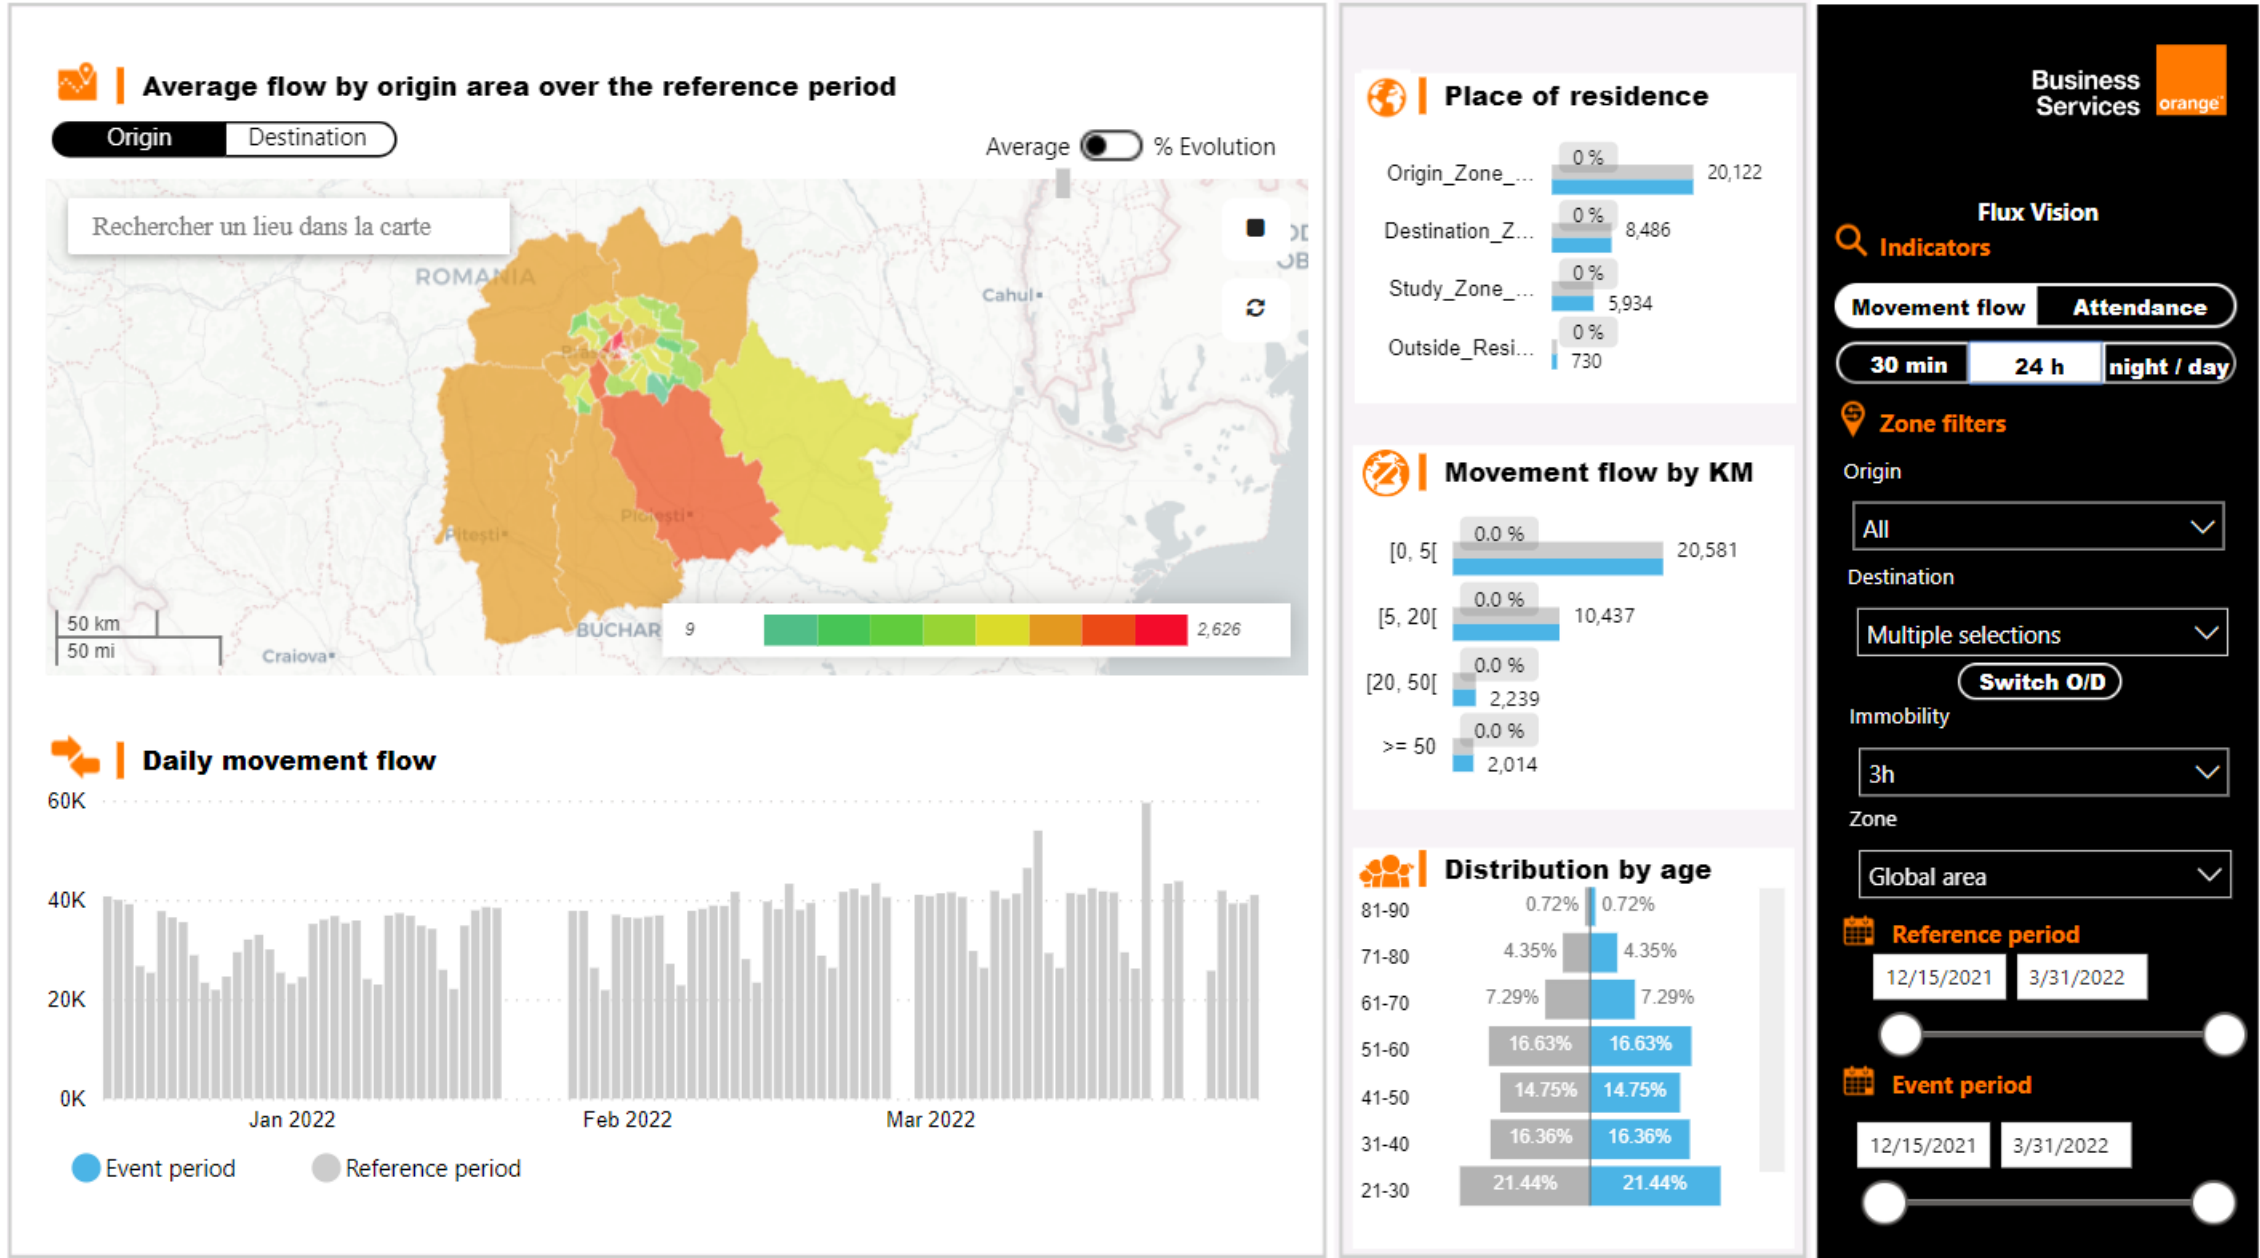 Average flow by origin area over the reference period
Origin
Destination
Average
% Evolution
Rechercher un lieu dans la carte
ROMANIA
Cahul
Ploiești
Pitești
BUCHAR
Craiova
50 km
50 mi
9
2,626
Daily movement flow
60K
40K
20K
0K
Jan 2022
Feb 2022
Mar 2022
Event period
Reference period
Place of residence
Origin_Zone_...
0 %
20,122
Destination_Z...
0 %
8,486
Study_Zone_...
0 %
5,934
Outside_Resi...
0 %
730
Movement flow by KM
[0, 5[
0.0 %
20,581
[5, 20[
0.0 %
10,437
[20, 50[
0.0 %
2,239
>= 50
0.0 %
2,014
Distribution by age
81-90
0.72%
0.72%
71-80
4.35%
4.35%
61-70
7.29%
7.29%
51-60
16.63%
16.63%
41-50
14.75%
14.75%
31-40
16.36%
16.36%
21-30
21.44%
21.44%
Business
Services
orange™
Flux Vision
Indicators
Movement flow
Attendance
30 min
24 h
night / day
Zone filters
Origin
All
Destination
Multiple selections
Switch O/D
Immobility
3h
Zone
Global area
Reference period
12/15/2021
3/31/2022
Event period
12/15/2021
3/31/2022